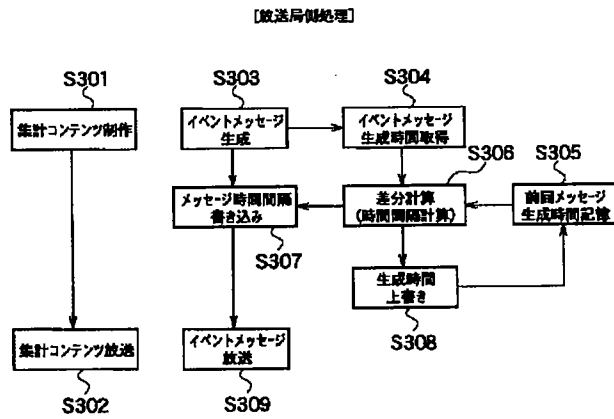 [放送局側処理]
S301
集計コンテンツ制作
S303
イベントメッセージ
生成
S304
イベントメッセージ
生成時間取得
S306
差分計算
(時間間隔計算)
S305
前回メッセージ
生成時間記憶
メッセージ時間間隔
書き込み
S307
生成時間
上書き
S308
集計コンテンツ放送
S302
イベントメッセージ
放送
S309